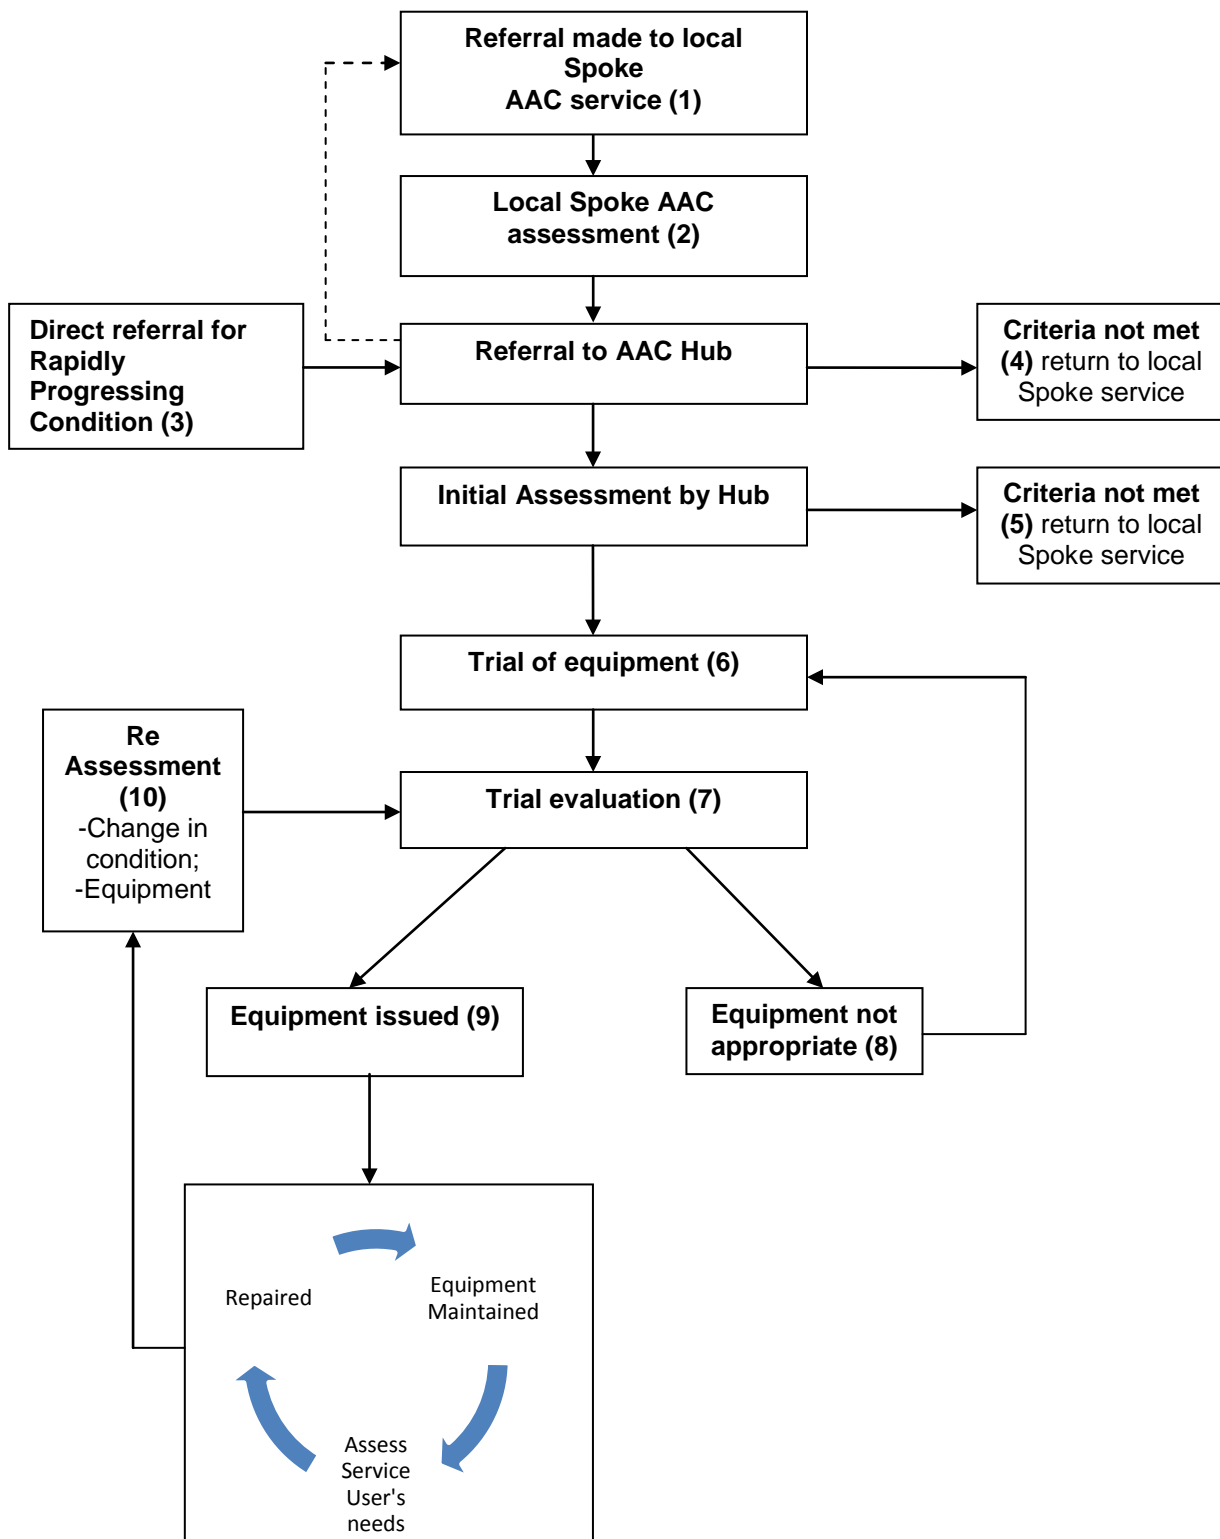 Referral made to local
Spoke
AAC service (1)
Local Spoke AAC
assessment (2)
Direct referral for
Rapidly
Progressing
Condition (3)
Referral to AAC Hub
Criteria not met
(4) return to local
Spoke service
Initial Assessment by Hub
Criteria not met
(5) return to local
Spoke service
Trial of equipment (6)
Re
Assessment
(10)
-Change in
condition;
-Equipment
Trial evaluation (7)
Equipment issued (9)
Equipment not
appropriate (8)
Repaired
Equipment
Maintained
Assess
Service
User's
needs